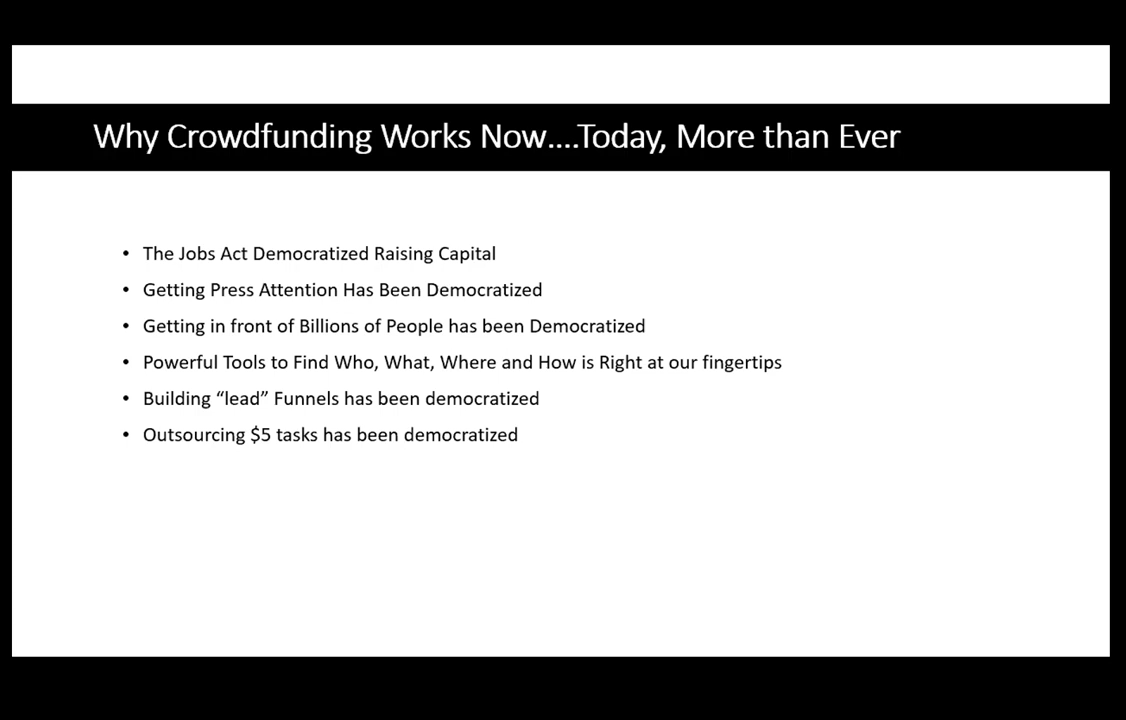 Why Crowdfunding Works Now....Today, More than Ever
• The Jobs Act Democratized Raising Capital
• Getting Press Attention Has Been Democratized
• Getting in front of Billions of People has been Democratized
• Powerful Tools to Find Who, What, Where and How is Right at our fingertips
• Building “lead” Funnels has been democratized
• Outsourcing $5 tasks has been democratized